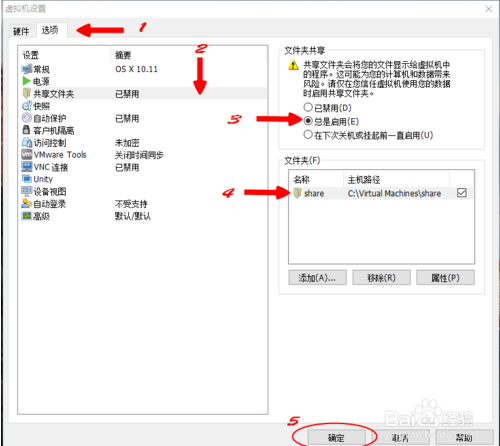 虚拟机设置
硬件 选项
1
设置 摘要
常规 OS X 10.11
电源
共享文件夹 已禁用
快照
自动保护 已禁用
客户机隔离
访问控制 未加密
VMware Tools 关闭时间同步
VNC 连接 已禁用
Unity
设备视图
自动登录 不受支持
高级 默认/默认
2
文件夹共享
共享文件夹会将您的文件显示给虚拟机中
的程序。这可能为您的计算机和数据带来
风险。请仅在您信任虚拟机使用您的数据
时启用共享文件夹。
已禁用(D)
3
总是启用(E)
在下次关机或挂起前一直启用(U)
文件夹(F)
名称 主机路径
4
share C:\Virtual Machines\share
添加(A)... 移除(R) 属性(P)
5
确定 取消 帮助
Baidu经验